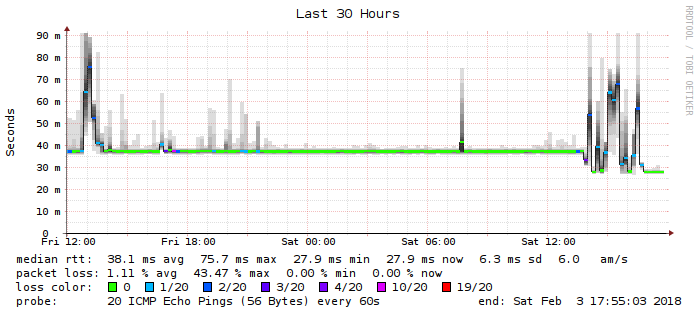 Last 30 Hours
RRDTOOL / TOBI OETIKER
Seconds
90 m
80 m
70 m
60 m
50 m
40 m
30 m
20 m
10 m
0
Fri 12:00 Fri 18:00 Sat 00:00 Sat 06:00 Sat 12:00
median rtt: 38.1 ms avg 75.7 ms max 27.9 ms min 27.9 ms now 6.3 ms sd 6.0 am/s
packet loss: 1.11 % avg 43.47 % max 0.00 % min 0.00 % now
loss color: 0 1/20 2/20 3/20 4/20 10/20 19/20
probe: 20 ICMP Echo Pings (56 Bytes) every 60s end: Sat Feb 3 17:55:03 2018